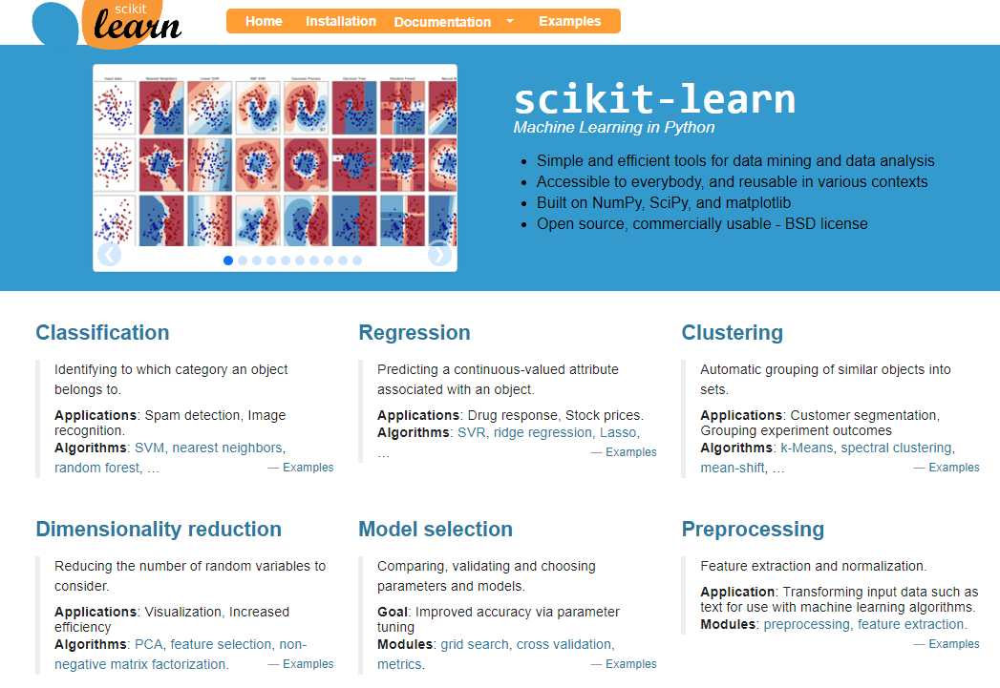 scikit
learn
Home Installation Documentation Examples
Input data Nearest Neighbors Linear SVM RBF SVM Gaussian Process Decision Tree Random Forest
scikit-learn
Machine Learning in Python
Simple and efficient tools for data mining and data analysis
Accessible to everybody, and reusable in various contexts
Built on NumPy, SciPy, and matplotlib
Open source, commercially usable - BSD license
Classification
Identifying to which category an object
belongs to.
Applications: Spam detection, Image
recognition.
Algorithms: SVM, nearest neighbors,
random forest, … — Examples
Regression
Predicting a continuous-valued attribute
associated with an object.
Applications: Drug response, Stock prices.
Algorithms: SVR, ridge regression, Lasso,
… — Examples
Clustering
Automatic grouping of similar objects into
sets.
Applications: Customer segmentation,
Grouping experiment outcomes
Algorithms: k-Means, spectral clustering,
mean-shift, … — Examples
Dimensionality reduction
Reducing the number of random variables to
consider.
Applications: Visualization, Increased
efficiency
Algorithms: PCA, feature selection, non-
negative matrix factorization. — Examples
Model selection
Comparing, validating and choosing
parameters and models.
Goal: Improved accuracy via parameter
tuning
Modules: grid search, cross validation,
metrics. — Examples
Preprocessing
Feature extraction and normalization.
Application: Transforming input data such as
text for use with machine learning algorithms.
Modules: preprocessing, feature extraction.
— Examples